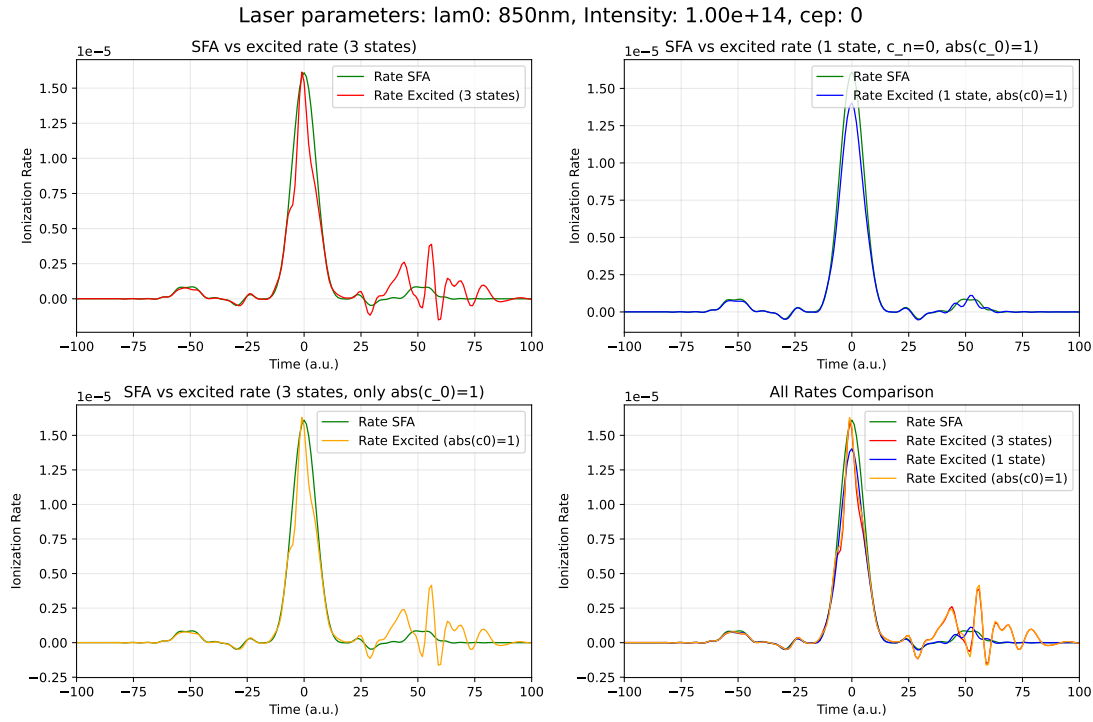 Laser parameters: lam0: 850nm, Intensity: 1.00e+14, cep: 0
SFA vs excited rate (3 states)
1e−5
Rate SFA
Rate Excited (3 states)
1.50
1.25
1.00
0.75
0.50
0.25
0.00
Ionization Rate
−100 −75 −50 −25 0 25 50 75 100
Time (a.u.)
SFA vs excited rate (1 state, c_n=0, abs(c_0)=1)
1e−5
Rate SFA
Rate Excited (1 state, abs(c0)=1)
1.50
1.25
1.00
0.75
0.50
0.25
0.00
Ionization Rate
−100 −75 −50 −25 0 25 50 75 100
Time (a.u.)
SFA vs excited rate (3 states, only abs(c_0)=1)
1e−5
Rate SFA
Rate Excited (abs(c0)=1)
1.50
1.25
1.00
0.75
0.50
0.25
0.00
−0.25
Ionization Rate
−100 −75 −50 −25 0 25 50 75 100
Time (a.u.)
All Rates Comparison
1e−5
Rate SFA
Rate Excited (3 states)
Rate Excited (1 state)
Rate Excited (abs(c0)=1)
1.50
1.25
1.00
0.75
0.50
0.25
0.00
−0.25
Ionization Rate
−100 −75 −50 −25 0 25 50 75 100
Time (a.u.)